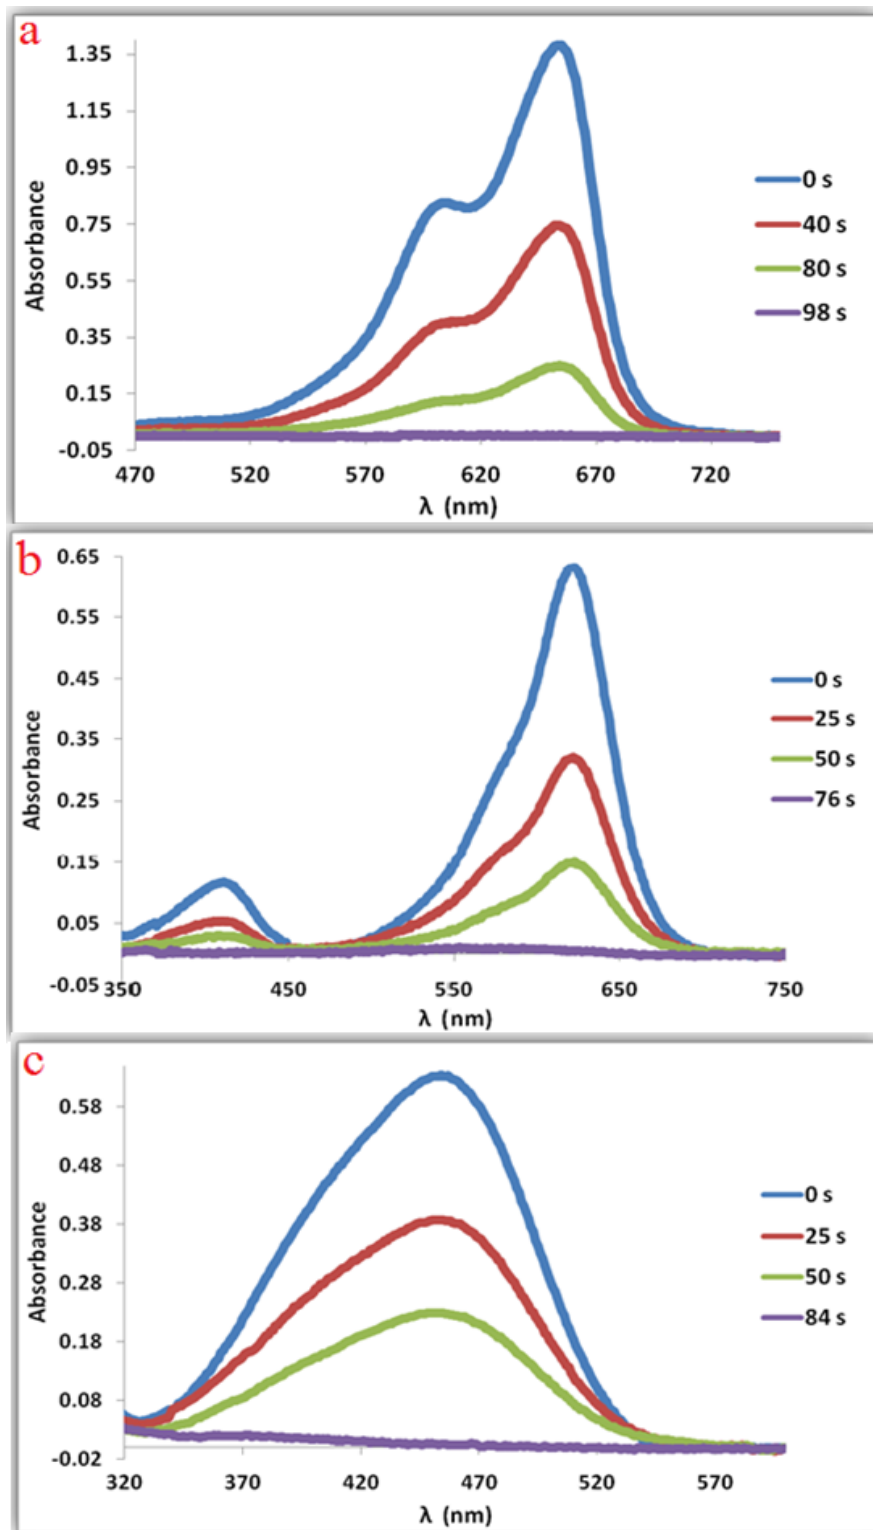 a
1.35
1.15
0.95
0.75
0.55
0.35
0.15
-0.05
Absorbance
470 520 570 620 670 720
λ (nm)
0 s
40 s
80 s
98 s
b
0.65
0.55
0.45
0.35
0.25
0.15
0.05
-0.05
Absorbance
350 450 550 650 750
λ (nm)
0 s
25 s
50 s
76 s
c
0.58
0.48
0.38
0.28
0.18
0.08
-0.02
Absorbance
320 370 420 470 520 570
λ (nm)
0 s
25 s
50 s
84 s